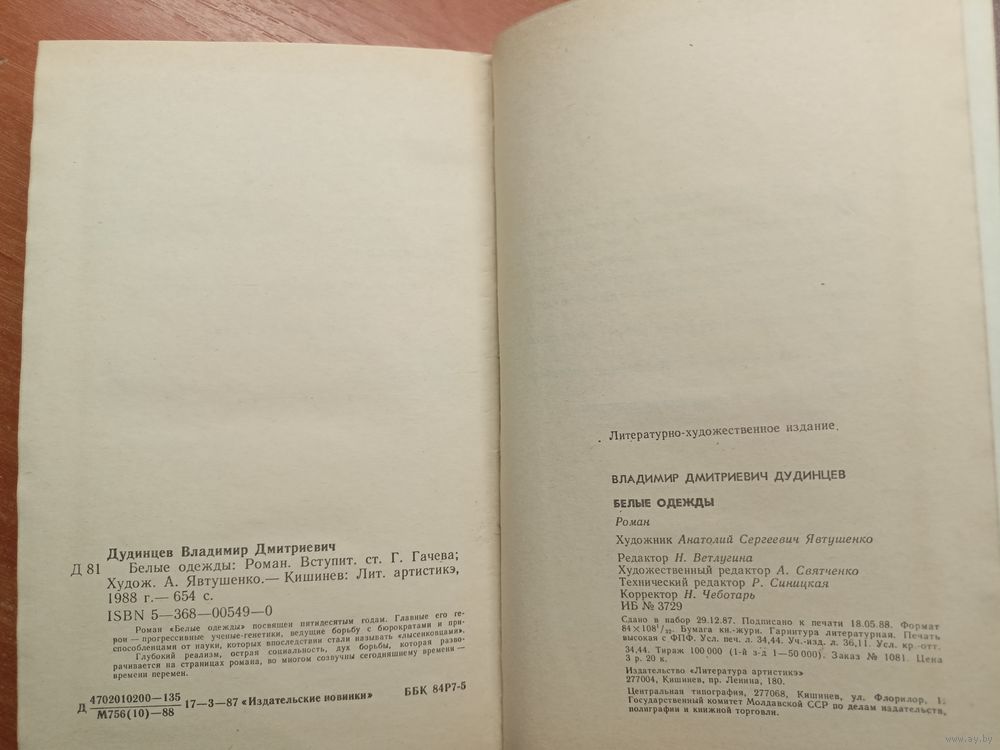 Дудинцев Владимир Дмитриевич
Д 81 Белые одежды: Роман. Вступит. ст. Г. Гачева;
Худож. А. Явтушенко.— Кишинев: Лит. артистикэ,
1988 г.— 654 с.
ISBN 5—368—00549—0
Роман «Белые одежды» посвящен пятидесятым годам. Главные его ге-
рои — прогрессивные ученые-генетики, ведущие борьбу с бюрократами и при-
способленцами от науки, которых впоследствии стали называть «лысенковцами».
Глубокий реализм, острая социальность, дух борьбы, которая разво-
рачивается на страницах романа, во многом созвучны сегодняшнему времени —
времени перемен.
Д 4702010200—135
М756(10)—88
17—3—87 «Издательские новинки» ББК 84Р7-5
Литературно-художественное издание.
ВЛАДИМИР ДМИТРИЕВИЧ ДУДИНЦЕВ
БЕЛЫЕ ОДЕЖДЫ
Роман
Художник Анатолий Сергеевич Явтушенко
Редактор Н. Ветлугина
Художественный редактор А. Святченко
Технический редактор Р. Синицкая
Корректор Н. Чеботарь
ИБ № 3729
Сдано в набор 29.12.87. Подписано к печати 18.05.88. Формат
84×108¹/₃₂. Бумага кн.-журн. Гарнитура литературная. Печать
высокая с ФПФ. Усл. печ. л. 34,44. Уч.-изд. л. 36,11. Усл. кр.-отт.
34,44. Тираж 100 000 (1-й з-д 1—50 000). Заказ № 1081. Цена
3 р. 20 к.
Издательство «Литература артистикэ»
277004, Кишинев, пр. Ленина, 180.
Центральная типография, 277068, Кишинев, ул. Флорилор, 1.
Государственный комитет Молдавской ССР по делам издательств,
полиграфии и книжной торговли.
www.ay.by